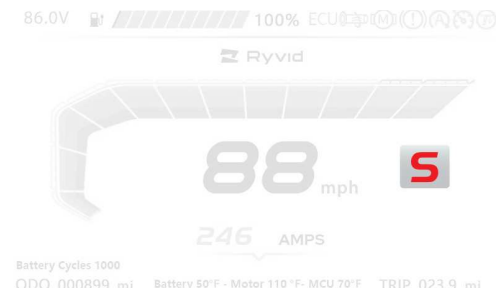 86.0V 100% ECU
Ryvid
88 mph
S
246 AMPS
Battery Cycles 1000
ODO 000899 mi Battery 50°F - Motor 110 °F- MCU 70°F TRIP 023.9 mi